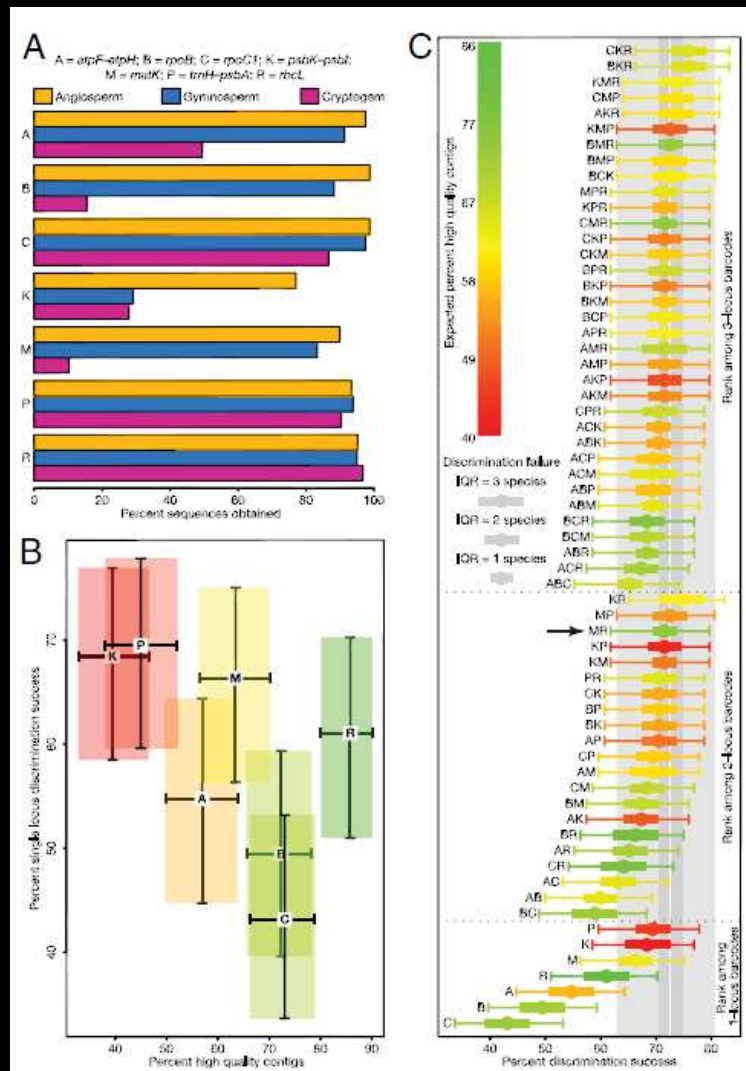 A
A = atpF–atpH; B = rpoB; C = rpoC1; K = psbK–psbI;
M = matK; P = trnH–psbA; R = rbcL
Angiosperm Gymnosperm Cryptogam
A
B
C
K
M
P
R
0 20 40 60 80 100
Percent sequences obtained
B
Percent single locus discrimination success
70
60
50
40
K
P
M
R
A
B
C
40 50 60 70 80 90
Percent high quality contigs
C
Expected percent high quality contigs
86
77
67
58
49
40
Discrimination failure
IQR = 3 species
IQR = 2 species
IQR = 1 species
CKR
BKR
KMR
CMP
AKR
KMP
BMR
BMP
BCK
MPR
KPR
CMR
CKP
CKM
BPR
BKP
BKM
BCP
APR
AMR
AMP
AKP
AKM
CPR
ACK
ABK
ACP
ACM
ABP
ABM
BCR
BCM
ABR
ACR
ABC
Rank among 3–locus barcodes
KR
MP
MR
KP
KM
PR
CK
BP
BK
AP
CP
AM
CM
BM
AK
BR
AR
CR
AC
AB
BC
Rank among 2–locus barcodes
P
K
M
R
A
B
C
Rank among
1–locus barcodes
40 50 60 70 80
Percent discrimination success